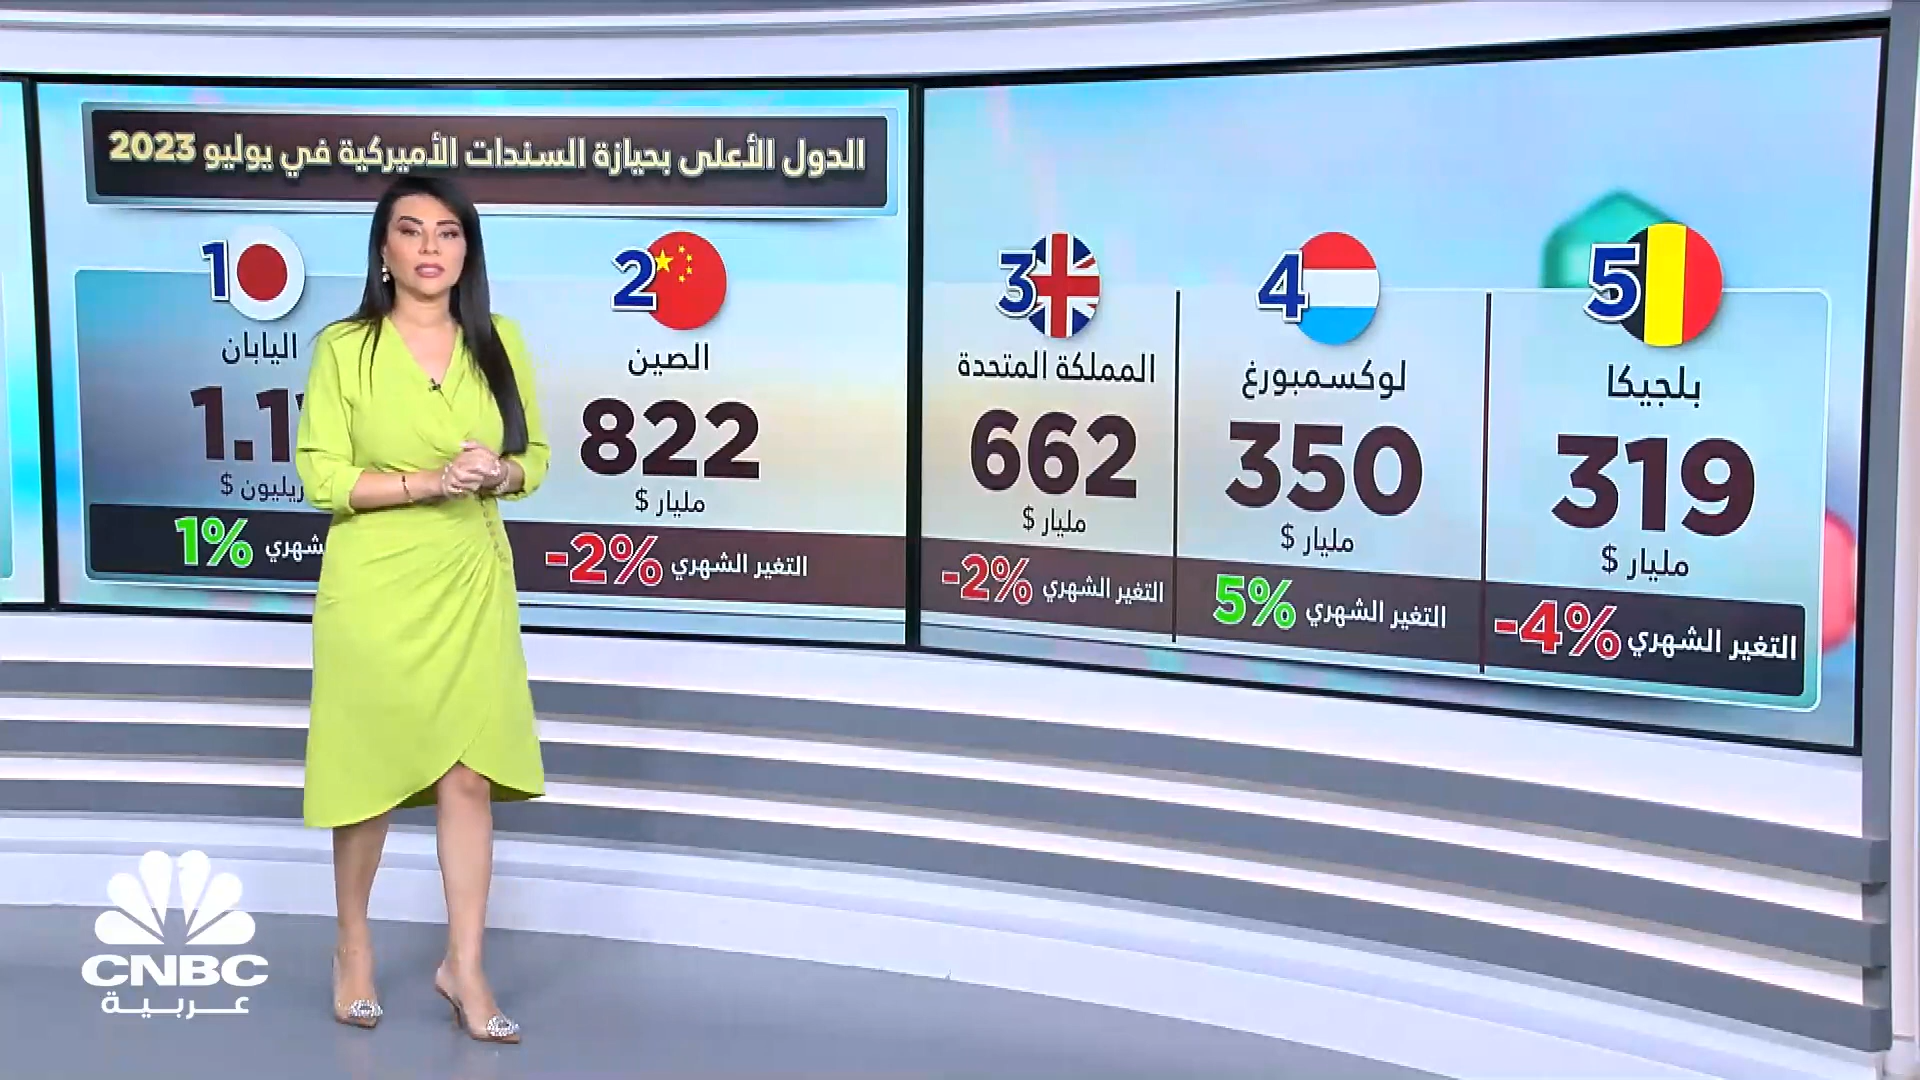 الدول الأعلى بحيازة السندات الأميركية في يوليو 2023
1
اليابان
$
1%
2
الصين
822
مليار $
التغير الشهري -2%
3
المملكة المتحدة
662
مليار $
التغير الشهري -2%
4
لوكسمبورغ
350
مليار $
التغير الشهري 5%
5
بلجيكا
319
مليار $
التغير الشهري -4%
CNBC
عربية